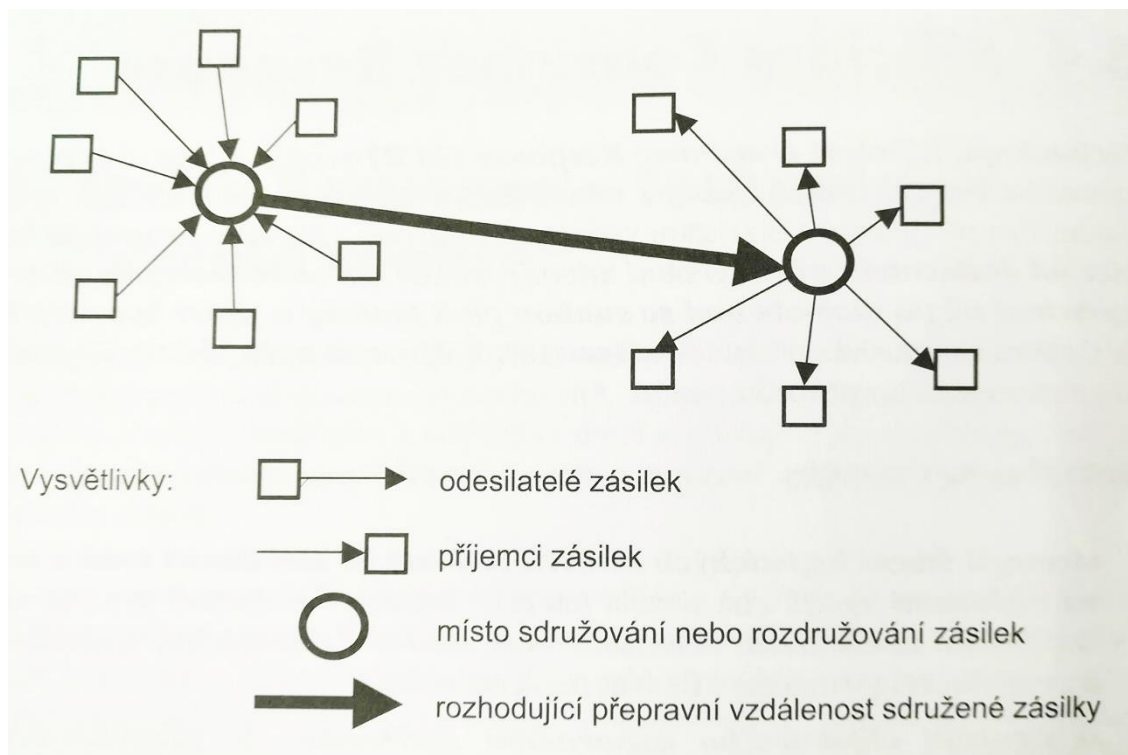 Vysvětlivky:
odesilatelé zásilek
příjemci zásilek
místo sdružování nebo rozdružování zásilek
rozhodující přepravní vzdálenost sdružené zásilky